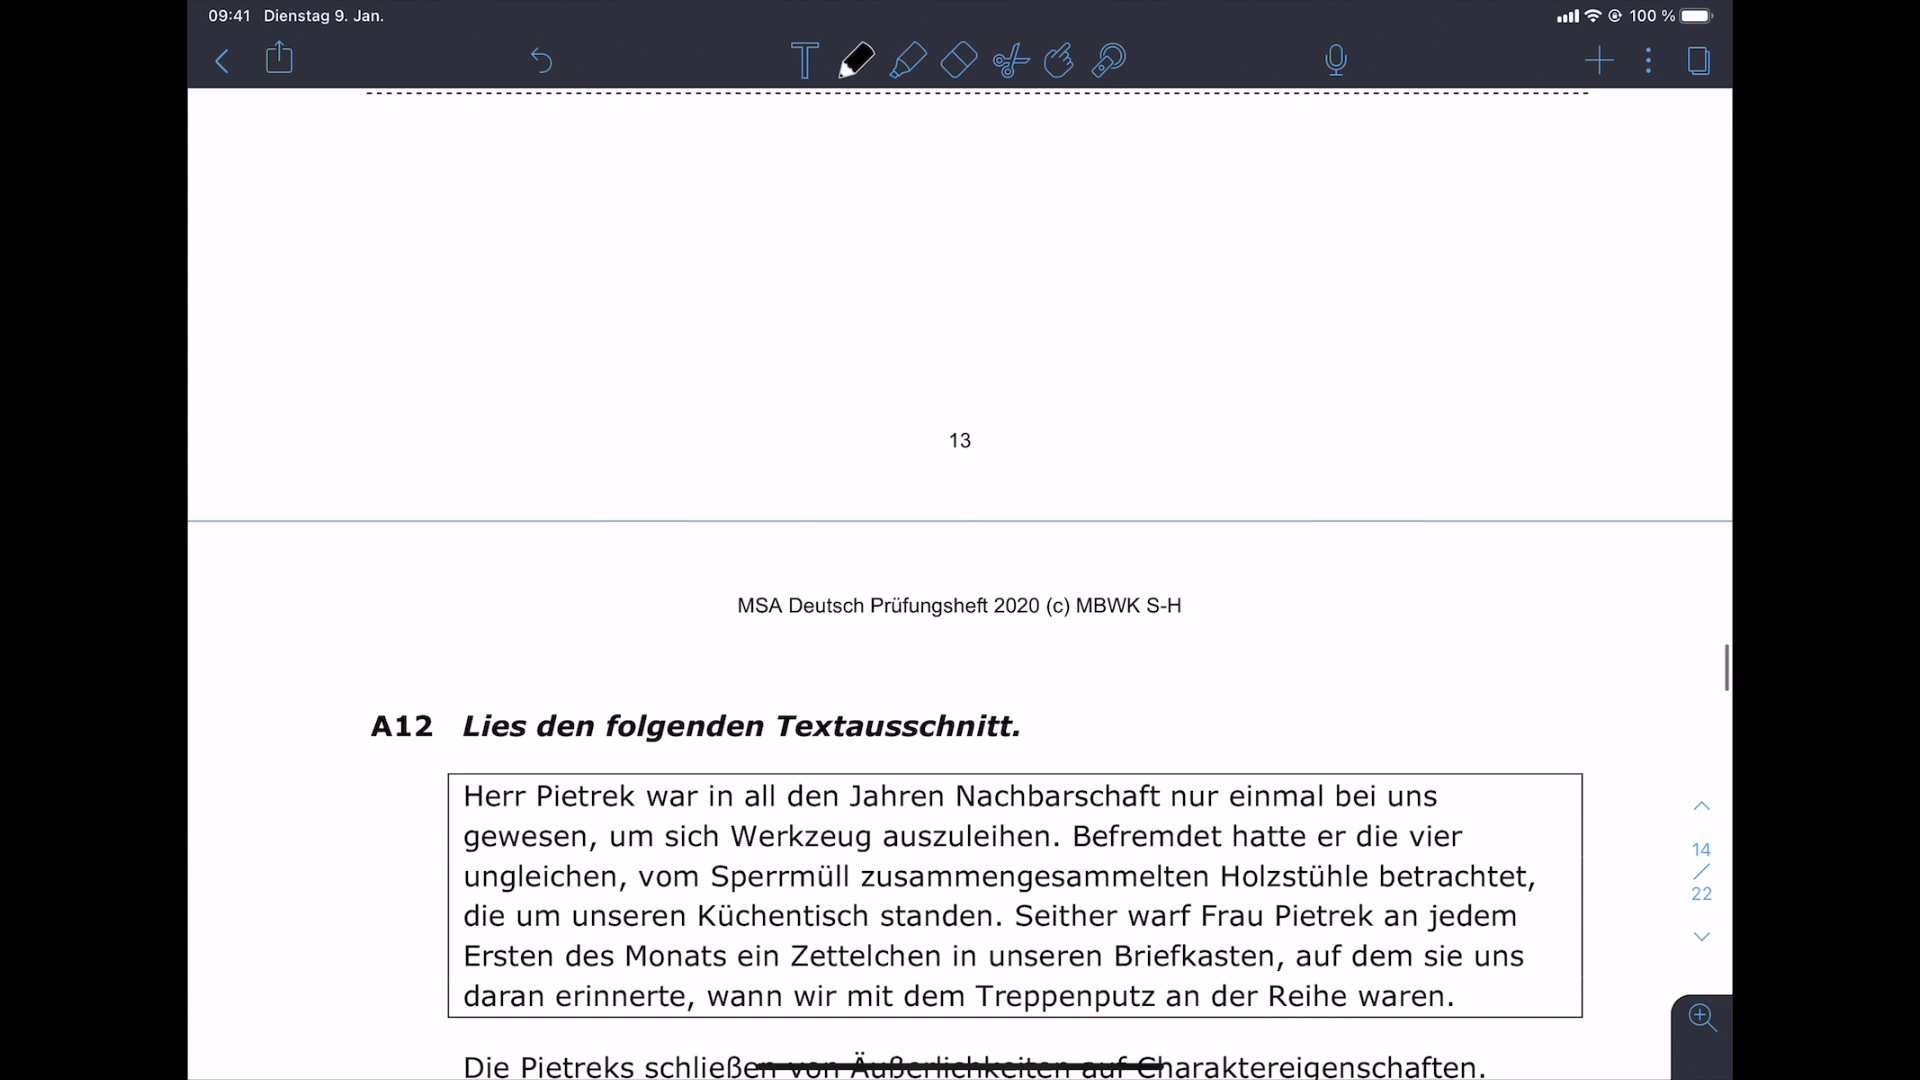 09:41 Dienstag 9. Jan.
100 %
13
MSA Deutsch Prüfungsheft 2020 (c) MBWK S-H
A12 Lies den folgenden Textausschnitt.
Herr Pietrek war in all den Jahren Nachbarschaft nur einmal bei uns
gewesen, um sich Werkzeug auszuleihen. Befremdet hatte er die vier
ungleichen, vom Sperrmüll zusammengesammelten Holzstühle betrachtet,
die um unseren Küchentisch standen. Seither warf Frau Pietrek an jedem
Ersten des Monats ein Zettelchen in unseren Briefkasten, auf dem sie uns
daran erinnerte, wann wir mit dem Treppenputz an der Reihe waren.
14
/
22
Die Pietreks schließen von Äußerlichkeiten auf Charaktereigenschaften.